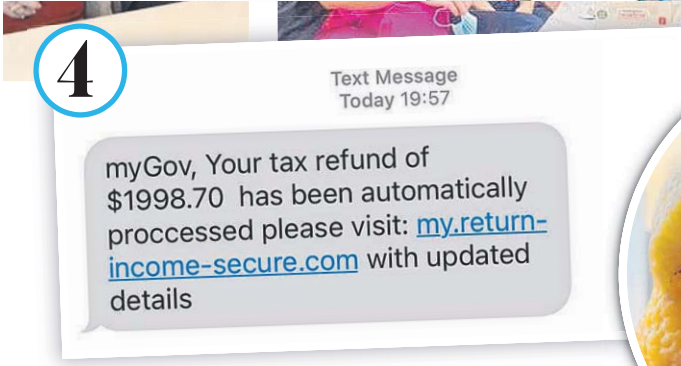 4
Text Message
Today 19:57
myGov, Your tax refund of
$1998.70 has been automatically
proccessed please visit: my.return-
income-secure.com with updated
details